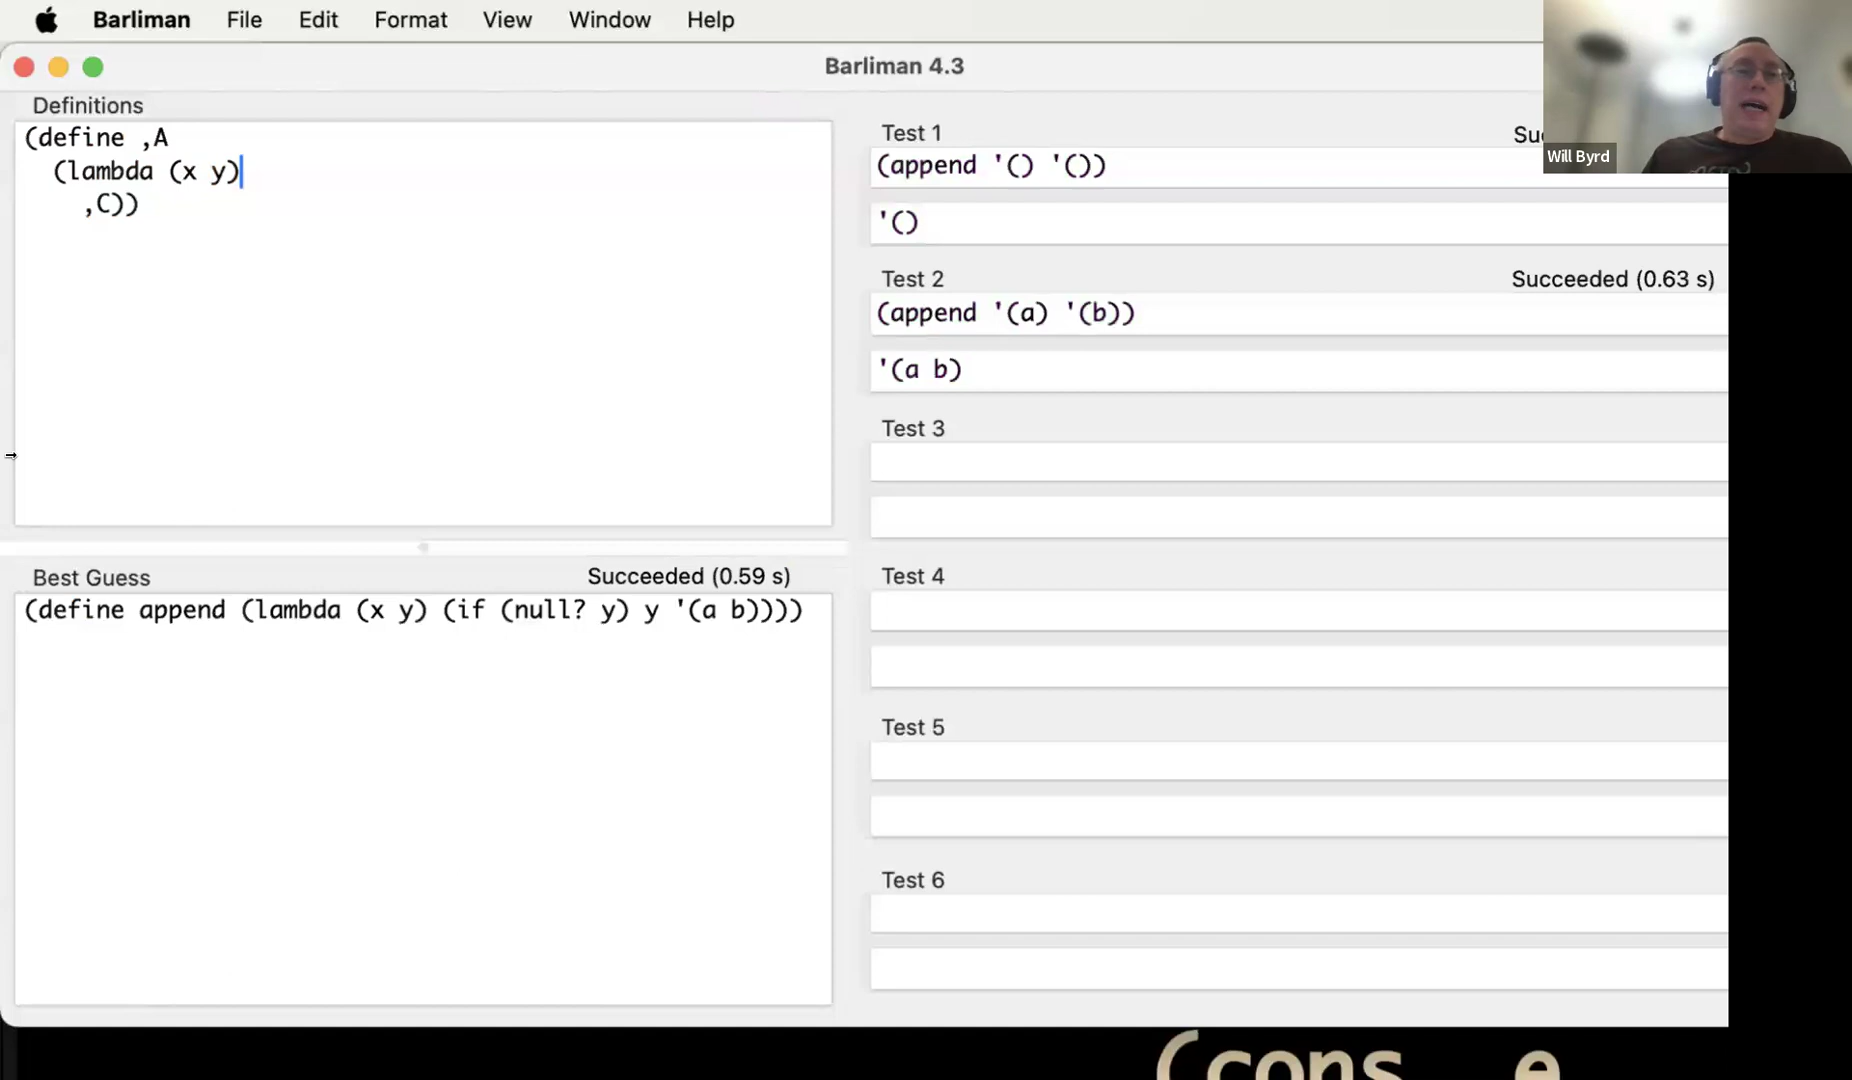 Barliman File Edit Format View Window Help
Barliman 4.3
Will Byrd
Definitions
(define ,A
(lambda (x y)
,C))
Best Guess Succeeded (0.59 s)
(define append (lambda (x y) (if (null? y) y '(a b))))
Test 1 Su
(append '() '())
'()
Test 2 Succeeded (0.63 s)
(append '(a) '(b))
'(a b)
Test 3
Test 4
Test 5
Test 6
(cons e